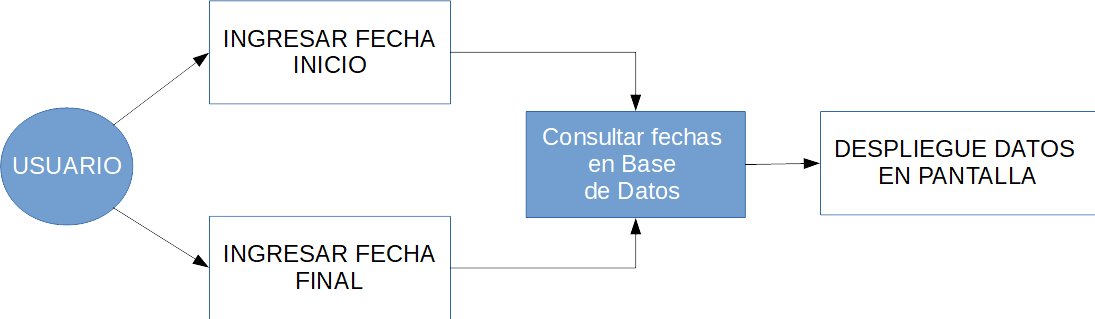 INGRESAR FECHA
INICIO
USUARIO
Consultar fechas
en Base
de Datos
DESPLIEGUE DATOS
EN PANTALLA
INGRESAR FECHA
FINAL